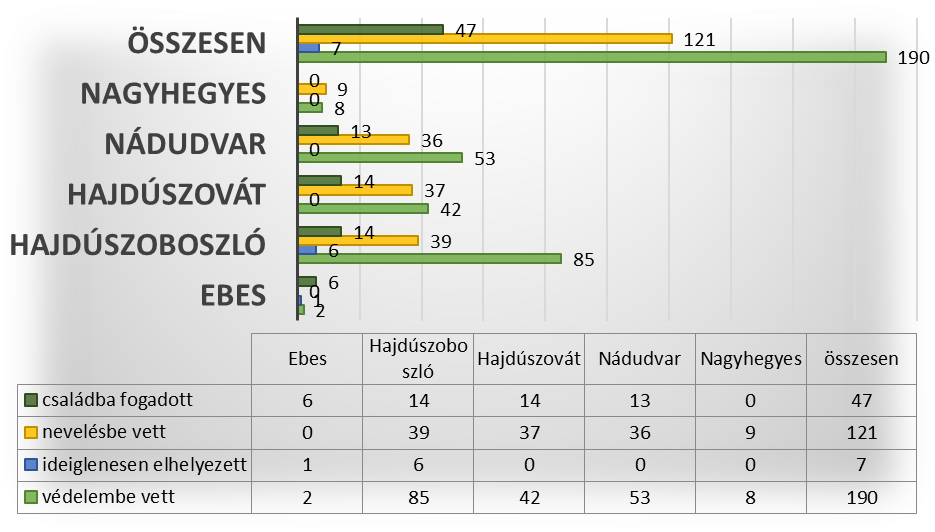 ÖSSZESEN 47 121 7 190
NAGYHEGYES 0 9 0 8
NÁDUDVAR 13 36 0 53
HAJDÚSZOVÁT 14 37 0 42
HAJDÚSZOBOSZLÓ 14 39 6 85
EBES 6 0 1 2
Ebes Hajdúszobo Hajdúszovát Nádudvar Nagyhegyes összesen
szló
családba fogadott 6 14 14 13 0 47
nevelésbe vett 0 39 37 36 9 121
ideiglenesen elhelyezett 1 6 0 0 0 7
védelembe vett 2 85 42 53 8 190